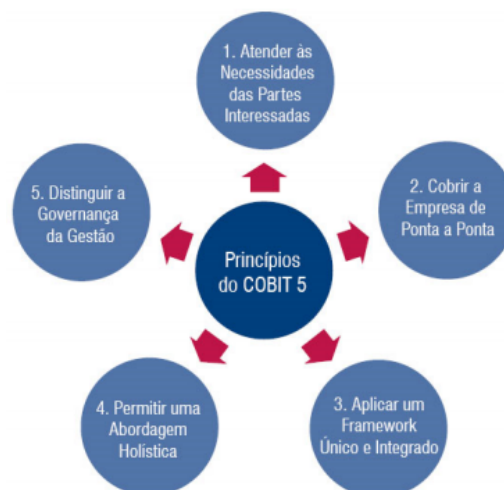 1. Atender às
Necessidades
das Partes
Interessadas
5. Distinguir a
Governança
da Gestão
2. Cobrir a
Empresa de
Ponta a Ponta
Princípios
do COBIT 5
4. Permitir uma
Abordagem
Holística
3. Aplicar um
Framework
Único e Integrado